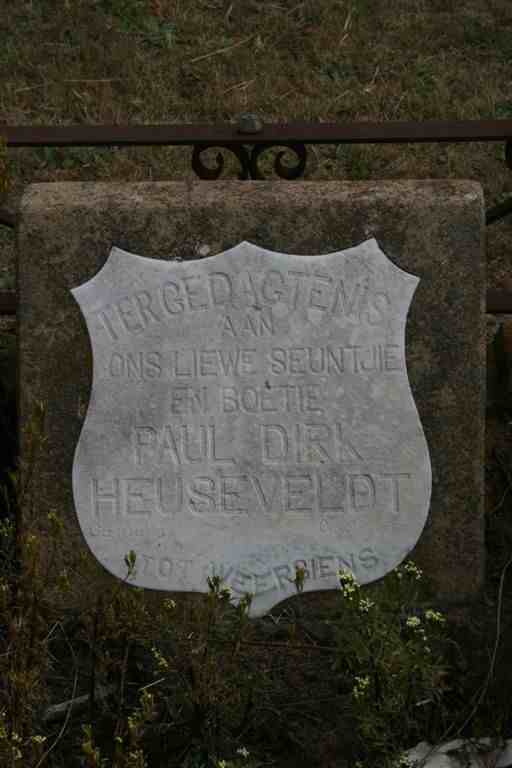 TER GEDAGTENIS
AAN
ONS LIEWE SEUNTJIE
EN BOETIE
PAUL DIRK
HEUSEVELDT
TOT WEERSIENS